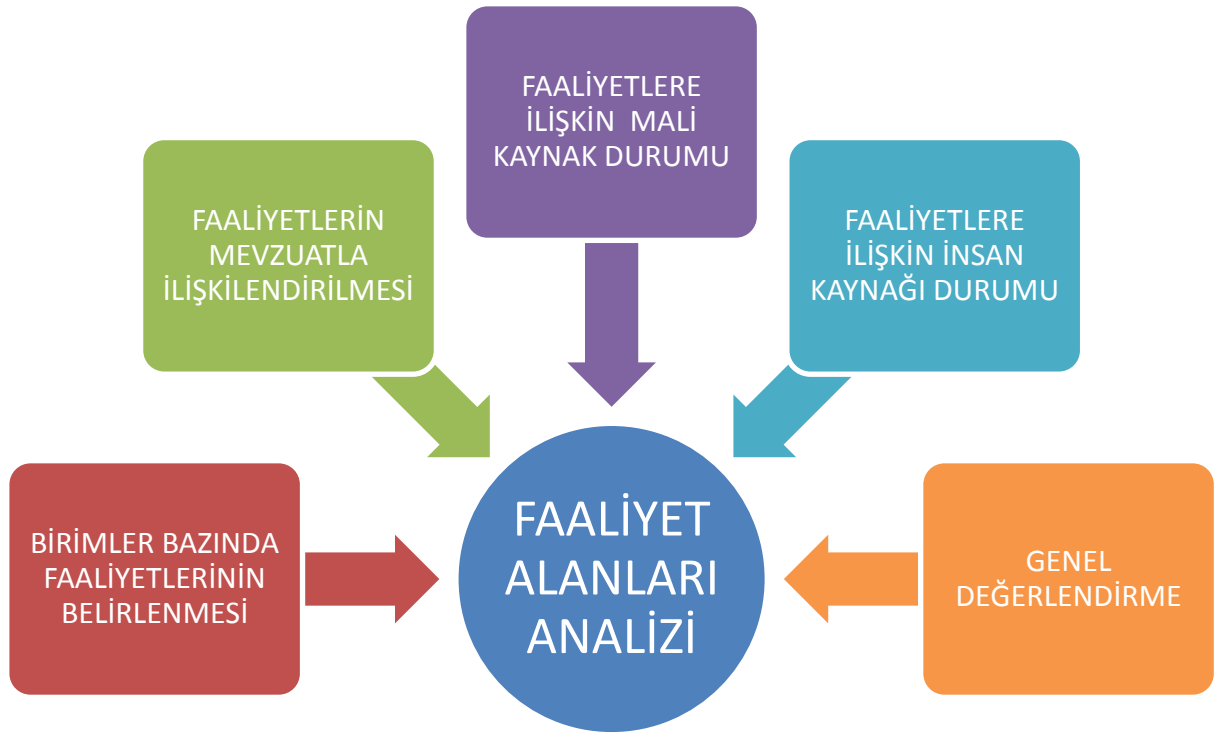 FAALİYETLERE
İLİŞKİN MALİ
KAYNAK DURUMU
FAALİYETLERİN
MEVZUATLA
İLİŞKİLENDİRİLMESİ
FAALİYETLERE
İLİŞKİN İNSAN
KAYNAĞI DURUMU
BİRİMLER BAZINDA
FAALİYETLERİNİN
BELİRLENMESİ
FAALİYET
ALANLARI
ANALİZİ
GENEL
DEĞERLENDİRME